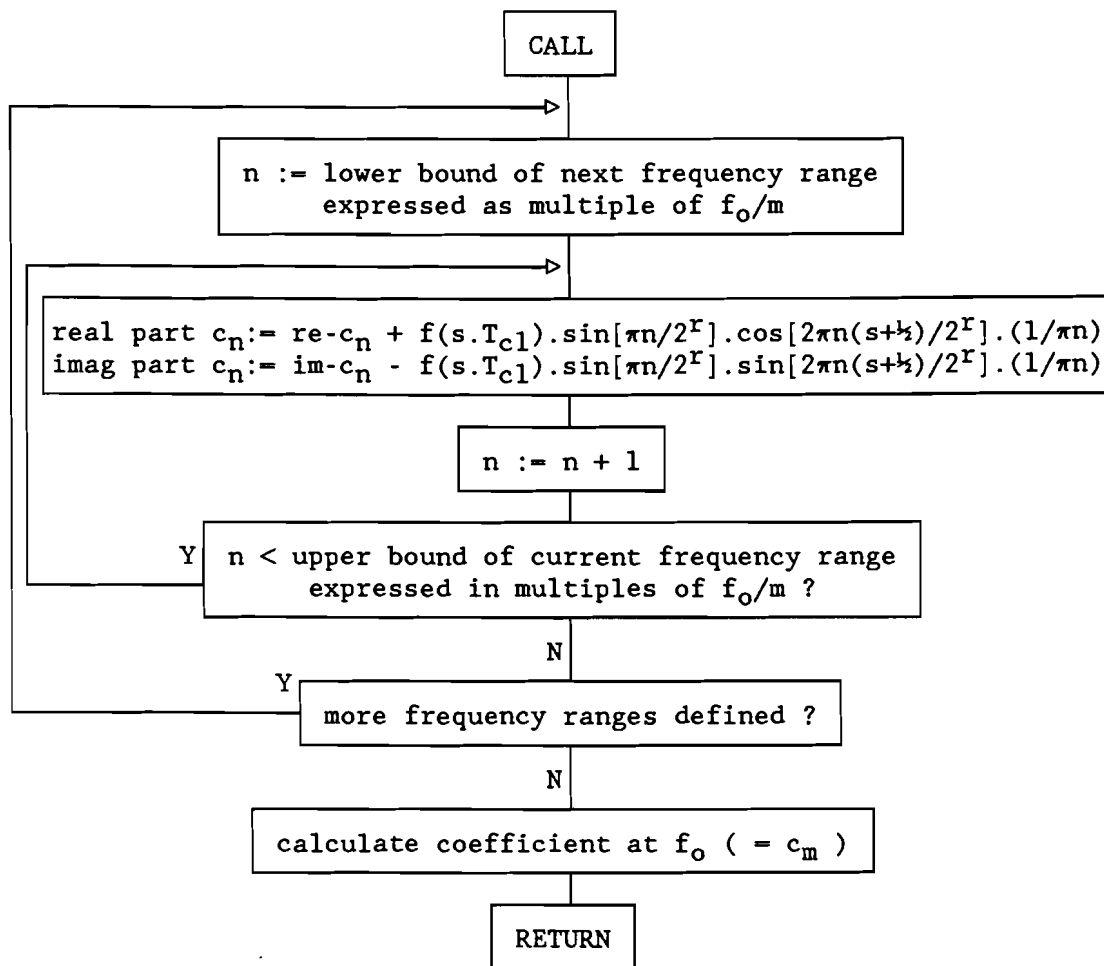 CALL
n := lower bound of next frequency range
expressed as multiple of fₒ/m
real part cₙ:= re-cₙ + f(s.T_cl).sin[πn/2ʳ].cos[2πn(s+½)/2ʳ].(1/πn)
imag part cₙ:= im-cₙ - f(s.T_cl).sin[πn/2ʳ].sin[2πn(s+½)/2ʳ].(1/πn)
n := n + 1
Y
n < upper bound of current frequency range
expressed in multiples of fₒ/m ?
N
Y
more frequency ranges defined ?
N
calculate coefficient at fₒ ( = cₘ )
RETURN